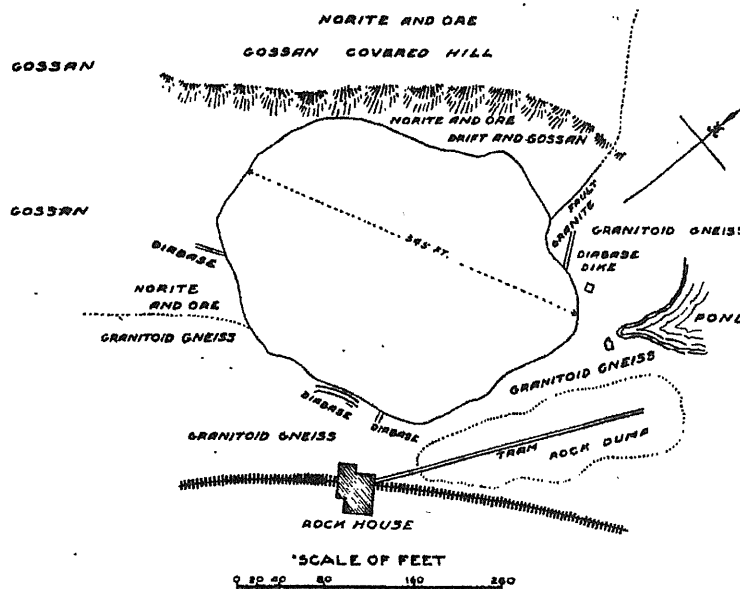 NORITE AND ORE
GOSSAN COVERED HILL
GOSSAN
NORITE AND ORE
DRIFT AND GOSSAN
GOSSAN
FAULT
GRANITE
GRANITOID GNEISS
345 FT.
DIABASE
DIABASE
DIKE
NORITE
AND ORE
GRANITOID GNEISS
POND
GRANITOID GNEISS
DIABASE
DIABASE
GRANITOID GNEISS
TRAM ROCK DUMP
ROCK HOUSE
SCALE OF FEET
0 20 40 80 160 260